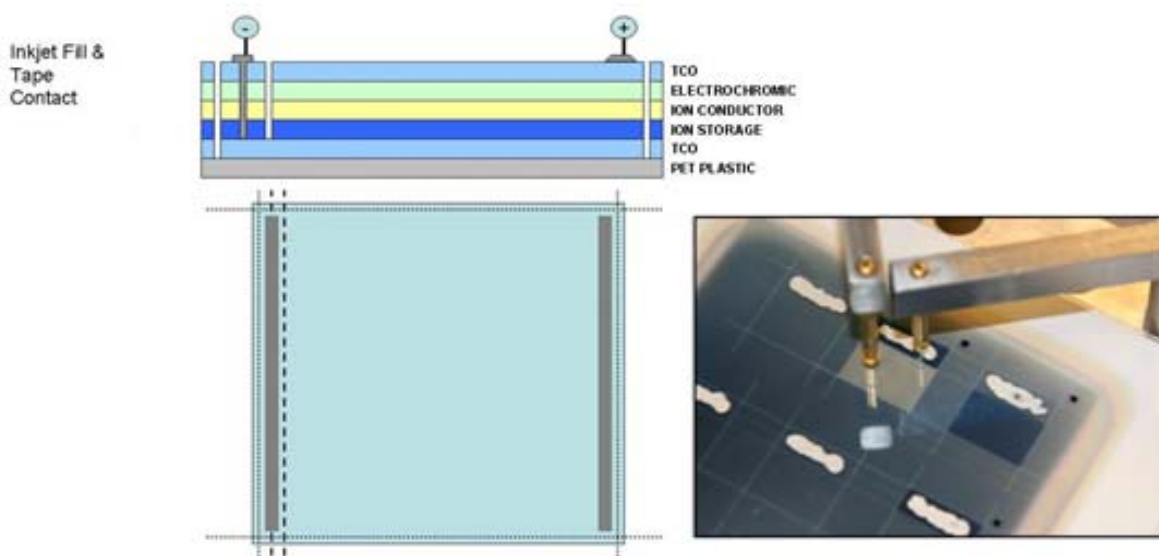 Inkjet Fill &
Tape
Contact
-
+
TCO
ELECTROCHROMIC
ION CONDUCTOR
ION STORAGE
TCO
PET PLASTIC